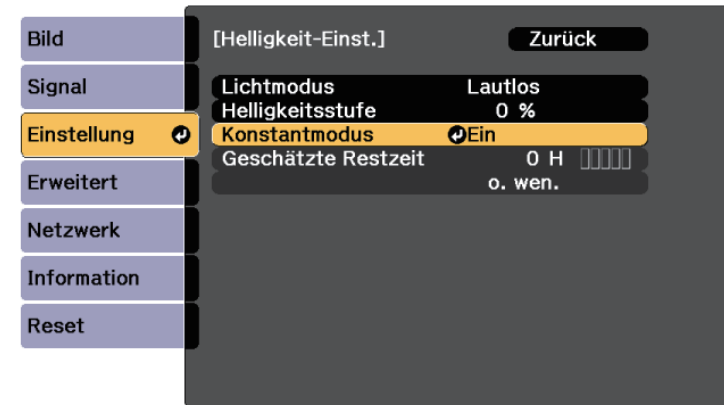 Bild
Signal
Einstellung
Erweitert
Netzwerk
Information
Reset
[Helligkeit-Einst.] Zurück
Lichtmodus Lautlos
Helligkeitsstufe 0 %
Konstantmodus Ein
Geschätzte Restzeit 0 H
o. wen.